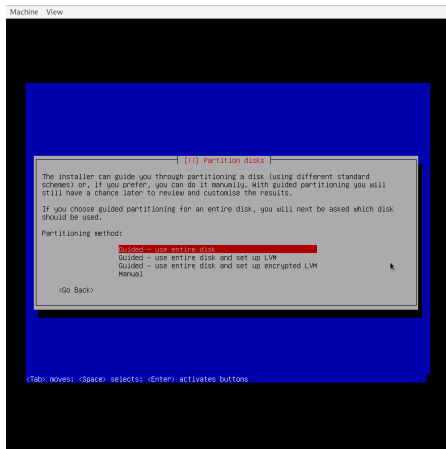 Machine View
[!!] Partition disks
The installer can guide you through partitioning a disk (using different standard
schemes) or, if you prefer, you can do it manually. With guided partitioning you will
still have a chance later to review and customise the results.
If you choose guided partitioning for an entire disk, you will next be asked which disk
should be used.
Partitioning method:
Guided - use entire disk
Guided - use entire disk and set up LVM
Guided - use entire disk and set up encrypted LVM
Manual
<Go Back>
<Tab> moves; <Space> selects; <Enter> activates buttons